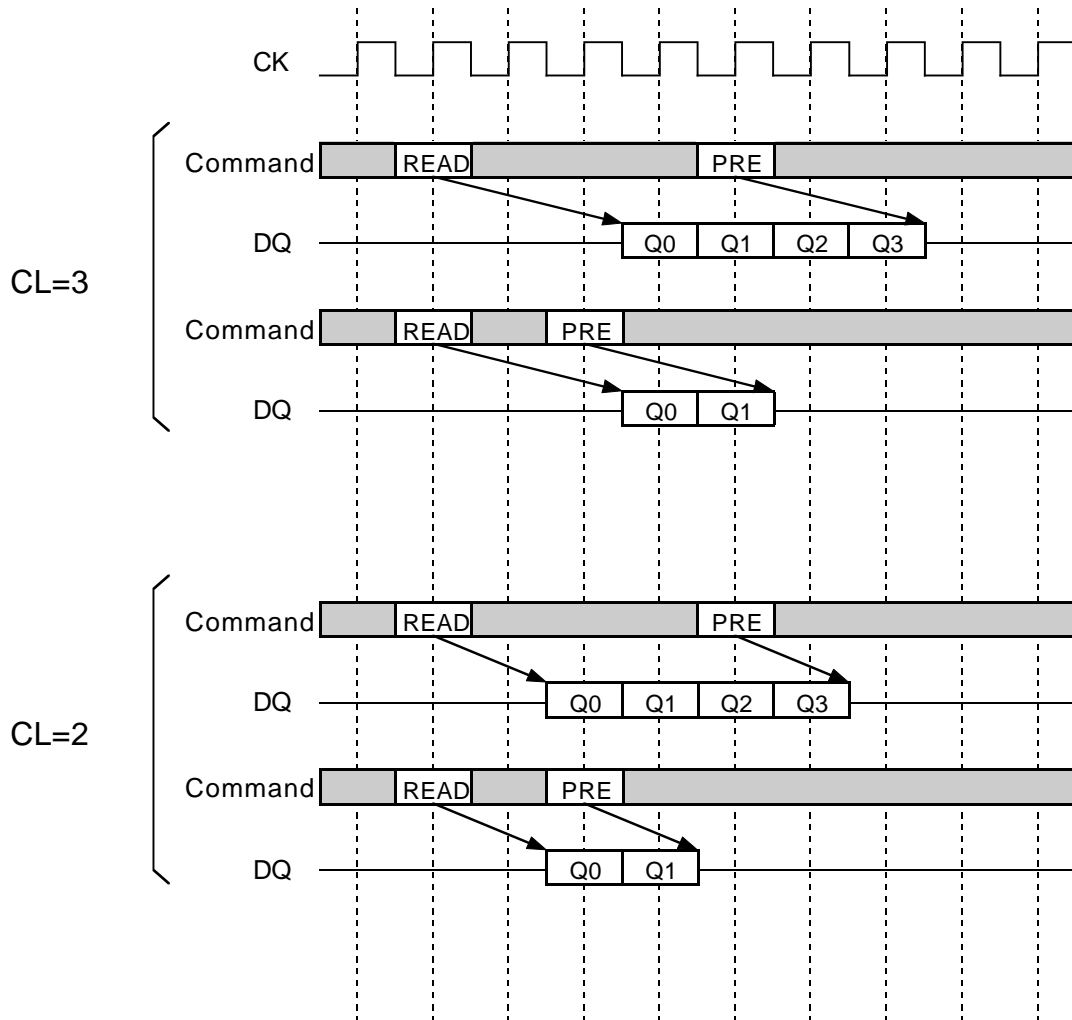 CK
Command READ PRE
DQ Q0 Q1 Q2 Q3
CL=3
Command READ PRE
DQ Q0 Q1
Command READ PRE
DQ Q0 Q1 Q2 Q3
CL=2
Command READ PRE
DQ Q0 Q1